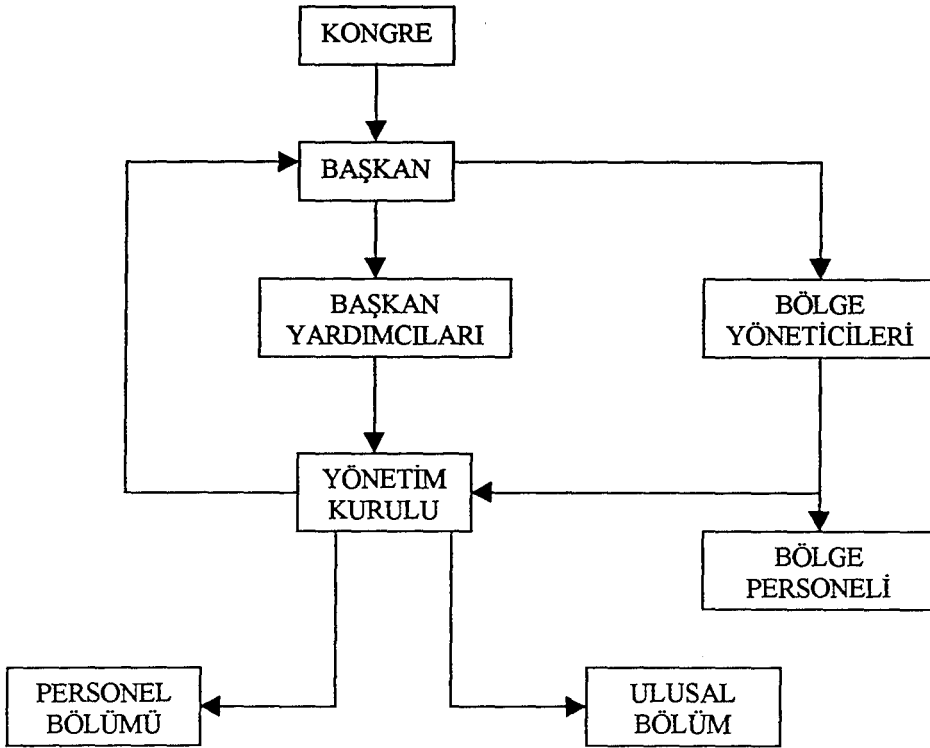 KONGRE
BAŞKAN
BAŞKAN
YARDIMCILARI
BÖLGE
YÖNETİCİLERİ
YÖNETİM
KURULU
BÖLGE
PERSONELİ
PERSONEL
BÖLÜMÜ
ULUSAL
BÖLÜM